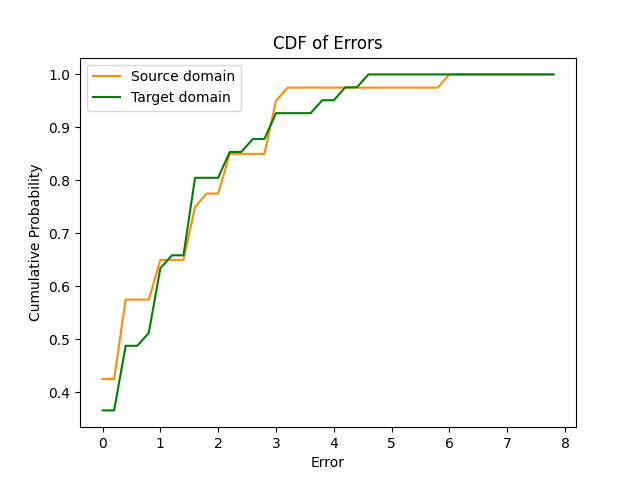 CDF of Errors
Source domain
Target domain
Cumulative Probability
1.0
0.9
0.8
0.7
0.6
0.5
0.4
0 1 2 3 4 5 6 7 8
Error